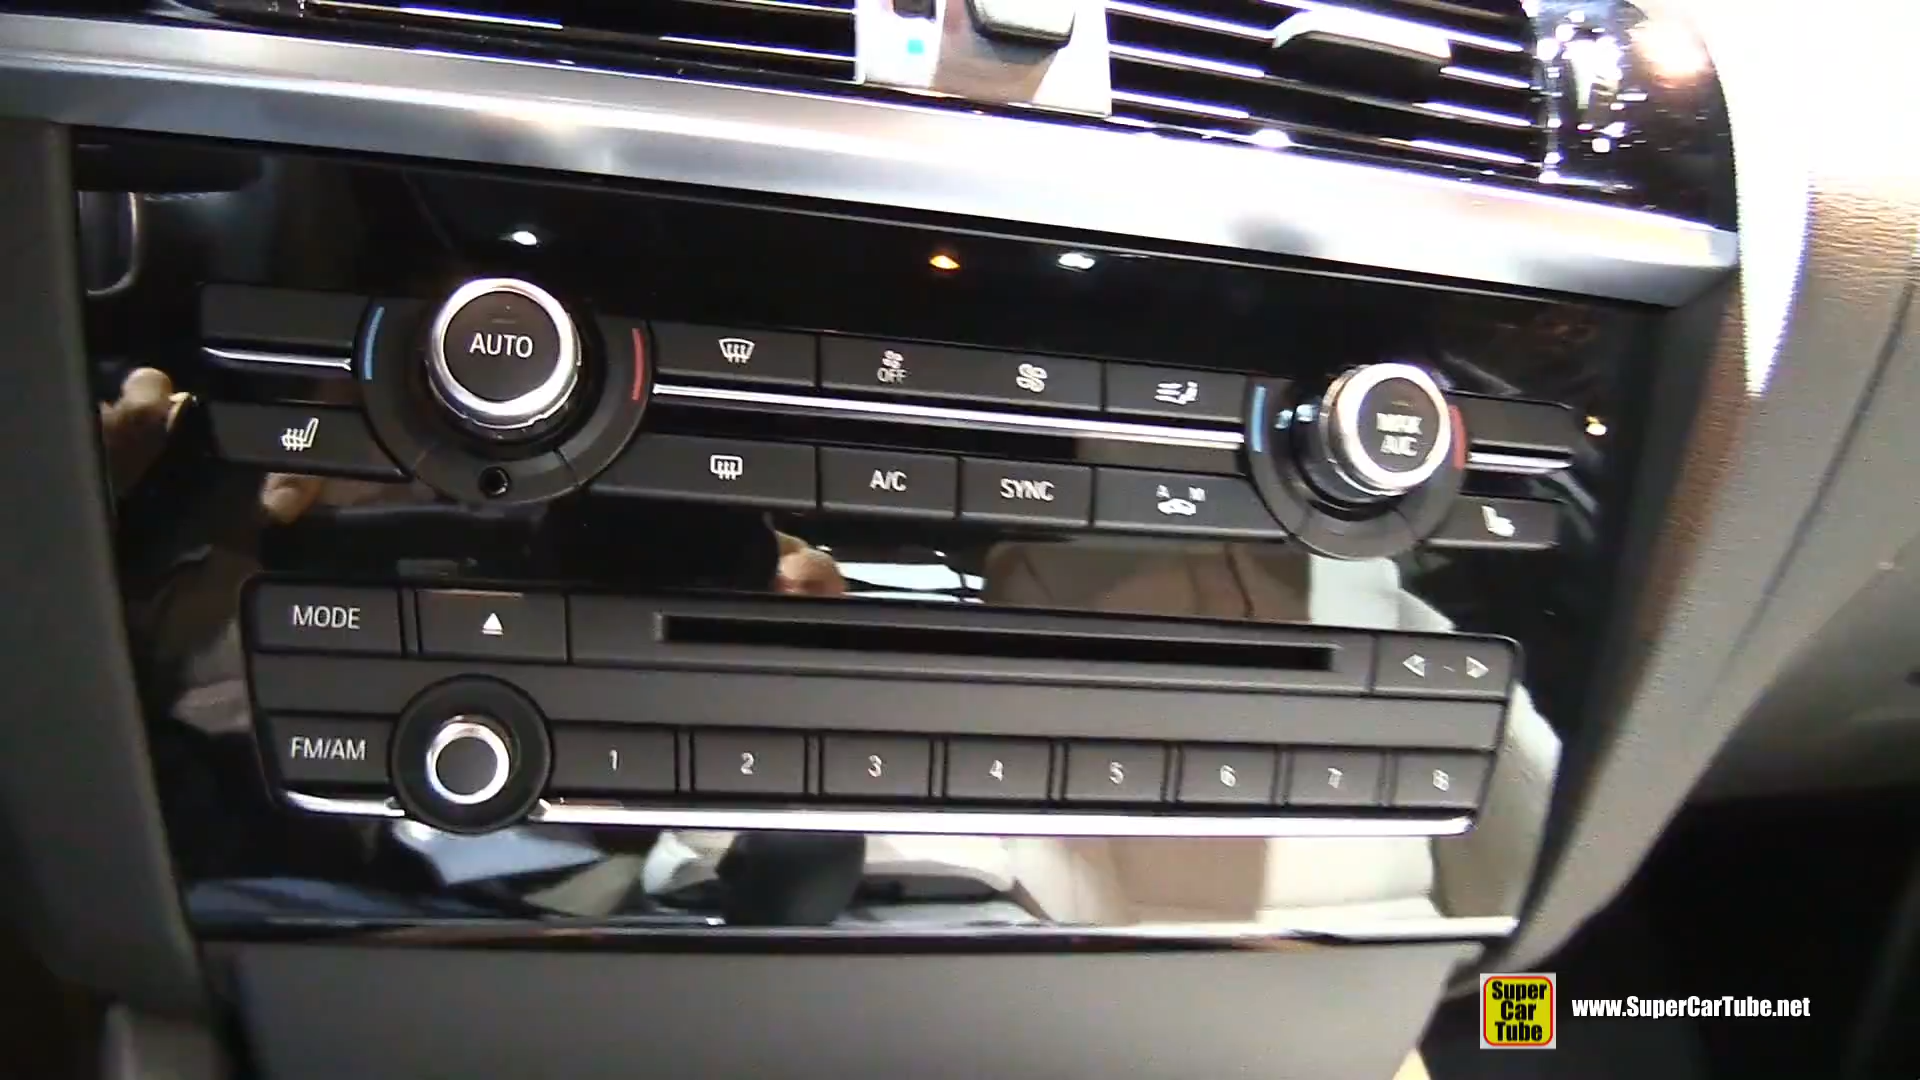 AUTO
OFF
MAX
A/C
A/C
SYNC
A M
MODE
FM/AM
1 2 3 4 5 6 7 8
Super
Car
Tube
www.SuperCarTube.net